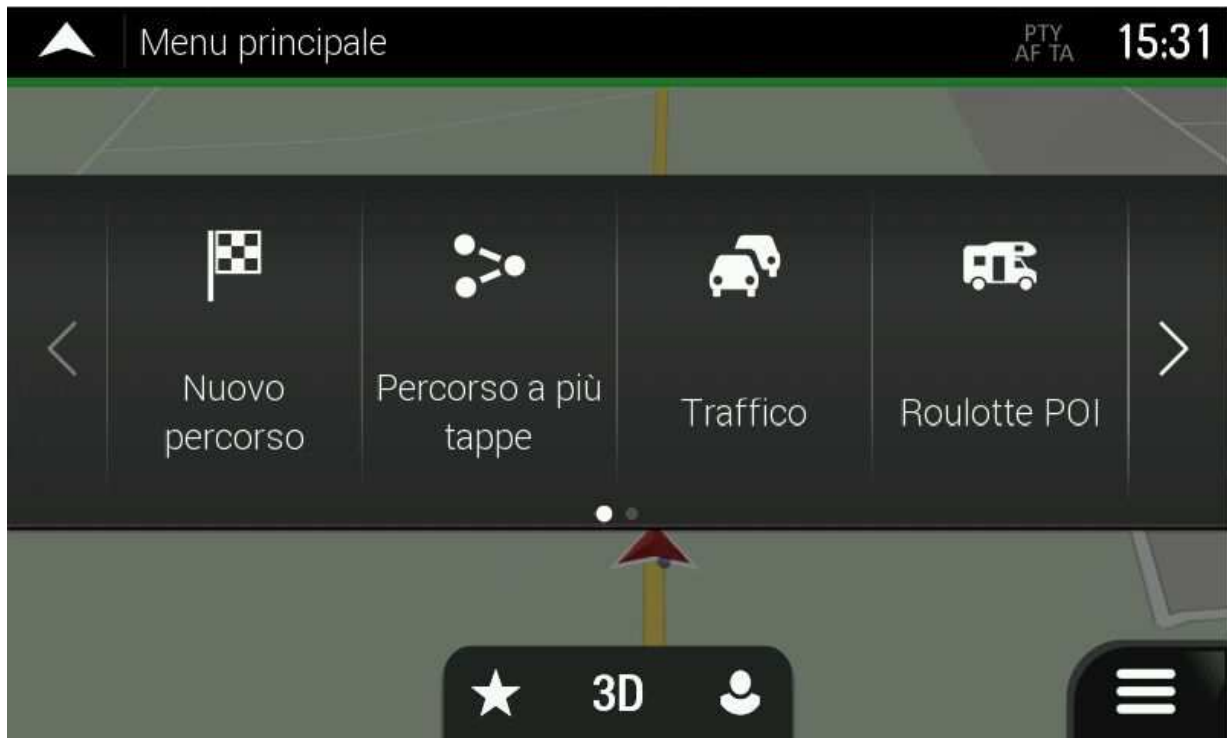 Menu principale
PTY
AF TA
15:31
Nuovo
percorso
Percorso a più
tappe
Traffico
Roulotte POI
3D